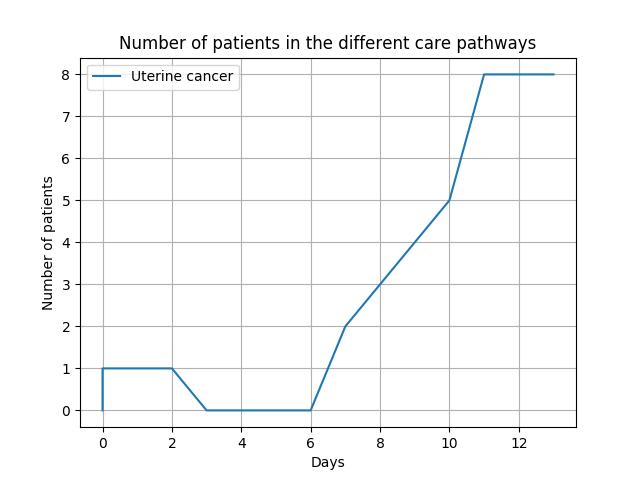 Number of patients in the different care pathways
Uterine cancer
Number of patients
8
7
6
5
4
3
2
1
0
0 2 4 6 8 10 12
Days